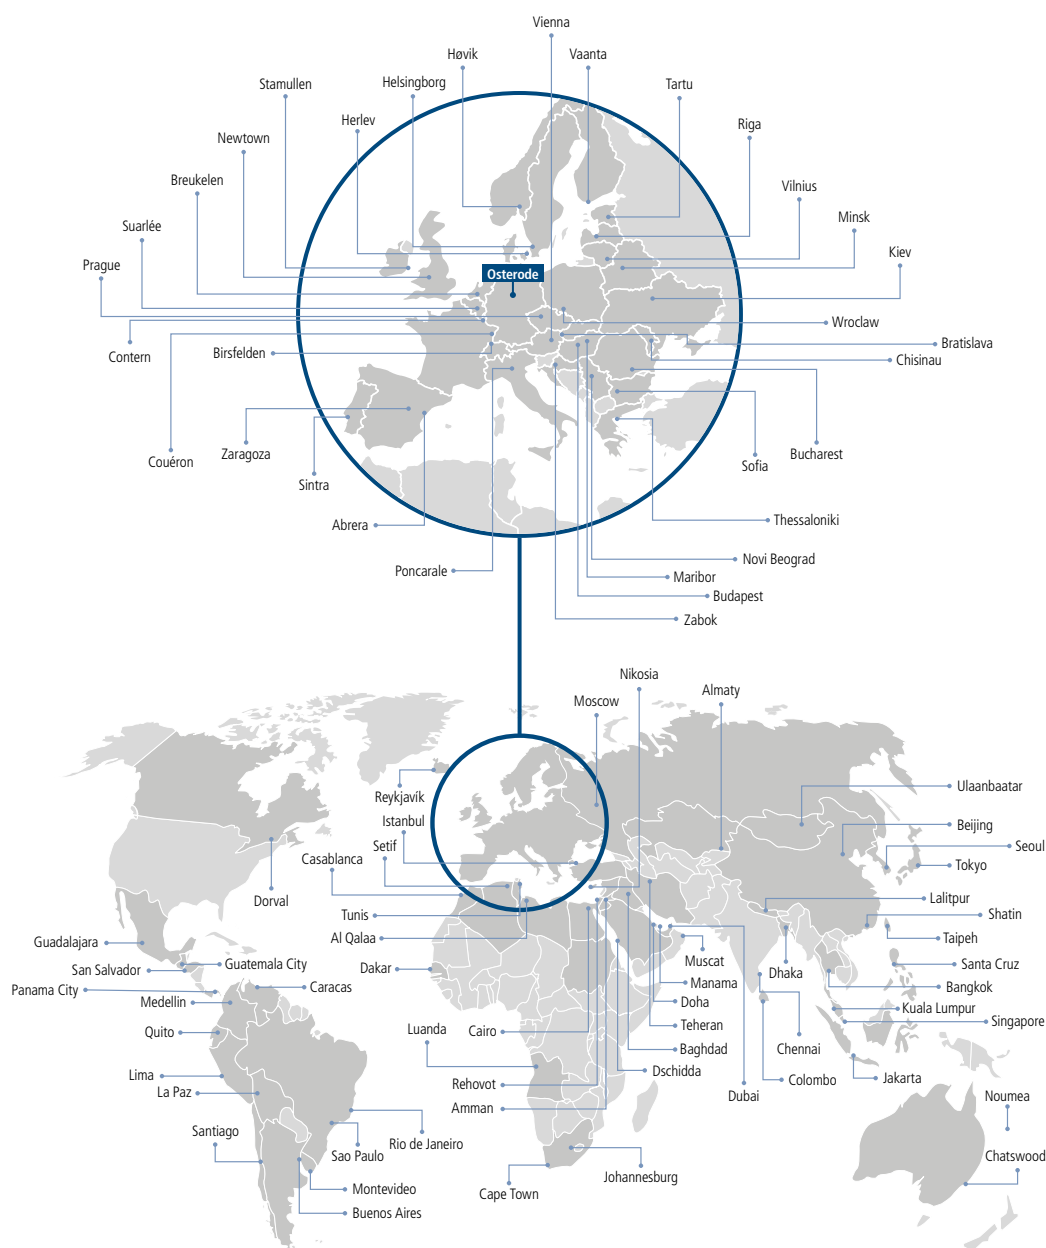 Vienna
Høvik
Vaanta
Stamullen
Helsingborg
Tartu
Herlev
Riga
Newtown
Breukelen
Vilnius
Suarlée
Minsk
Prague
Kiev
Osterode
Wroclaw
Contern
Birsfelden
Bratislava
Chisinau
Couéron
Zaragoza
Sofia
Bucharest
Sintra
Abrera
Thessaloniki
Poncarale
Novi Beograd
Maribor
Budapest
Zabok
Nikosia
Moscow
Almaty
Reykjavík
Ulaanbaatar
Istanbul
Beijing
Setif
Seoul
Casablanca
Tokyo
Dorval
Lalitpur
Tunis
Shatin
Al Qalaa
Taipeh
Guadalajara
Guatemala City
Muscat
Dhaka
Santa Cruz
San Salvador
Dakar
Panama City
Caracas
Manama
Bangkok
Medellin
Doha
Kuala Lumpur
Quito
Luanda
Cairo
Teheran
Singapore
Baghdad
Chennai
Lima
Rehovot
Dschidda
Colombo
Jakarta
La Paz
Amman
Dubai
Noumea
Santiago
Rio de Janeiro
Sao Paulo
Chatswood
Johannesburg
Montevideo
Cape Town
Buenos Aires